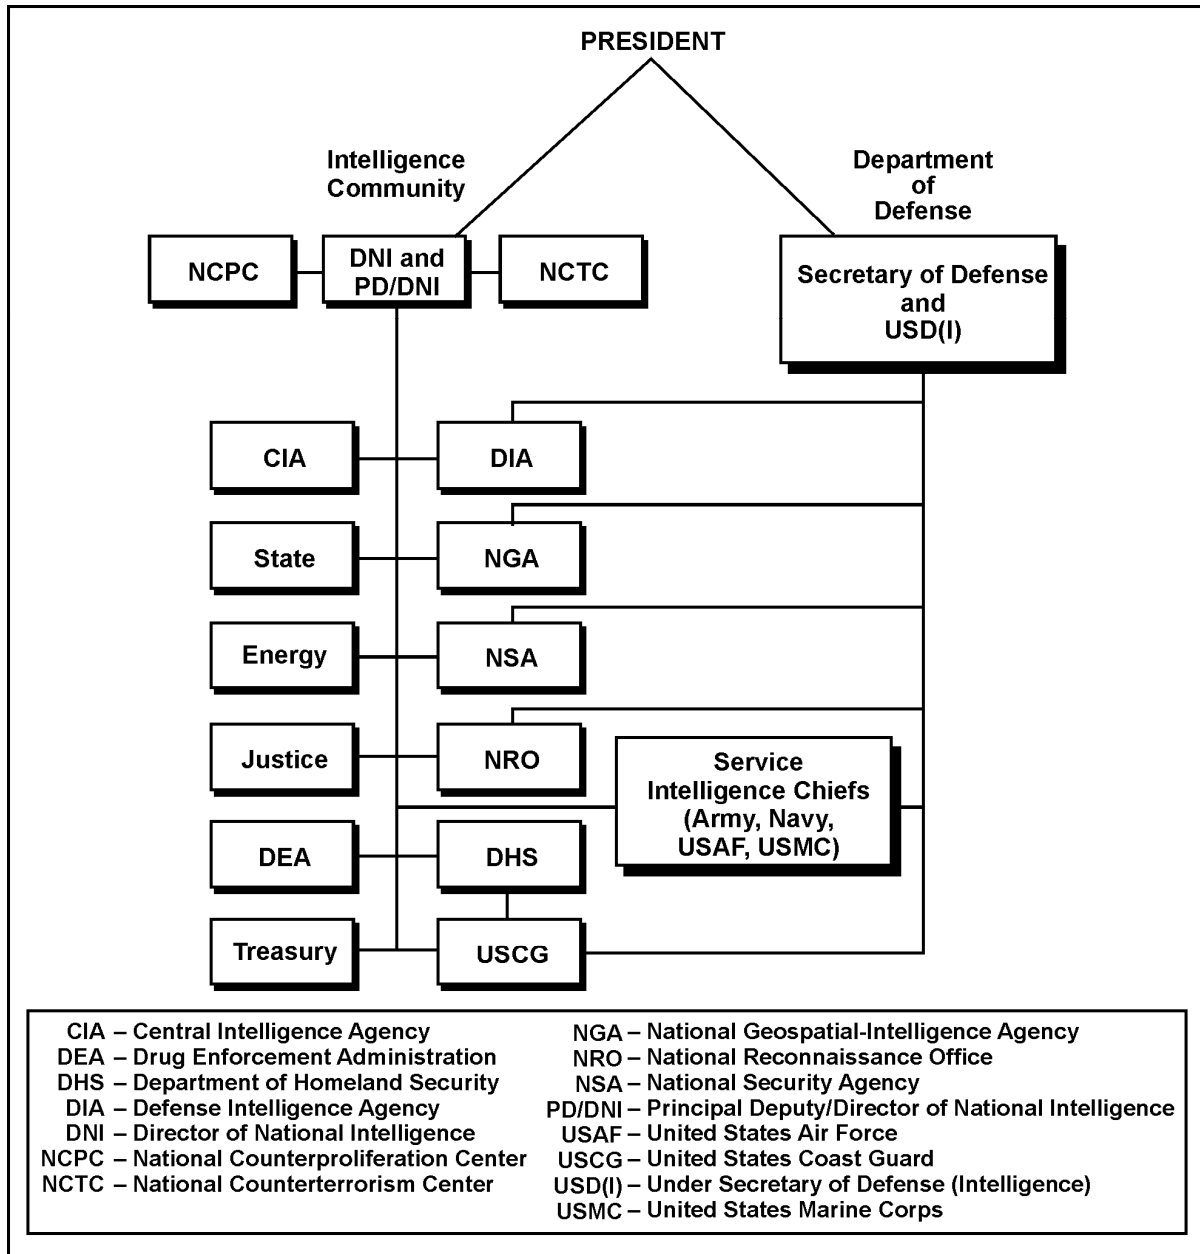 PRESIDENT
Intelligence
Community
Department
of
Defense
NCPC
DNI and
PD/DNI
NCTC
Secretary of Defense
and
USD(I)
CIA
DIA
State
NGA
Energy
NSA
Justice
NRO
Service
Intelligence Chiefs
(Army, Navy,
USAF, USMC)
DEA
DHS
Treasury
USCG
CIA – Central Intelligence Agency
DEA – Drug Enforcement Administration
DHS – Department of Homeland Security
DIA – Defense Intelligence Agency
DNI – Director of National Intelligence
NCPC – National Counterproliferation Center
NCTC – National Counterterrorism Center
NGA – National Geospatial-Intelligence Agency
NRO – National Reconnaissance Office
NSA – National Security Agency
PD/DNI – Principal Deputy/Director of National Intelligence
USAF – United States Air Force
USCG – United States Coast Guard
USD(I) – Under Secretary of Defense (Intelligence)
USMC – United States Marine Corps